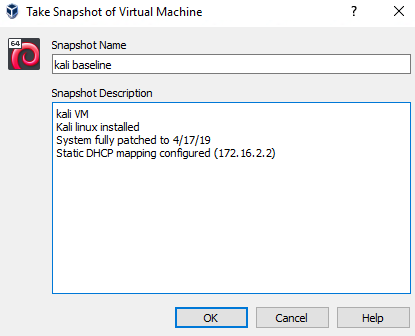 Take Snapshot of Virtual Machine
?
64
Snapshot Name
kali baseline
Snapshot Description
kali VM
Kali linux installed
System fully patched to 4/17/19
Static DHCP mapping configured (172.16.2.2)
OK
Cancel
Help